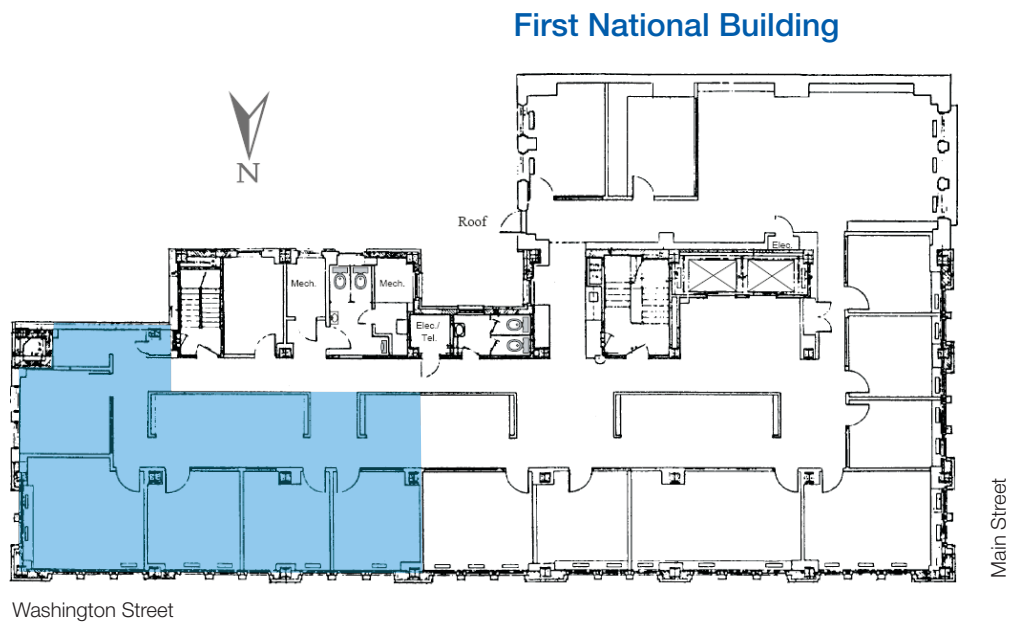 First National Building
N
Roof
Elec.
Mech.
Mech.
Elec./
Tel.
Main Street
Washington Street